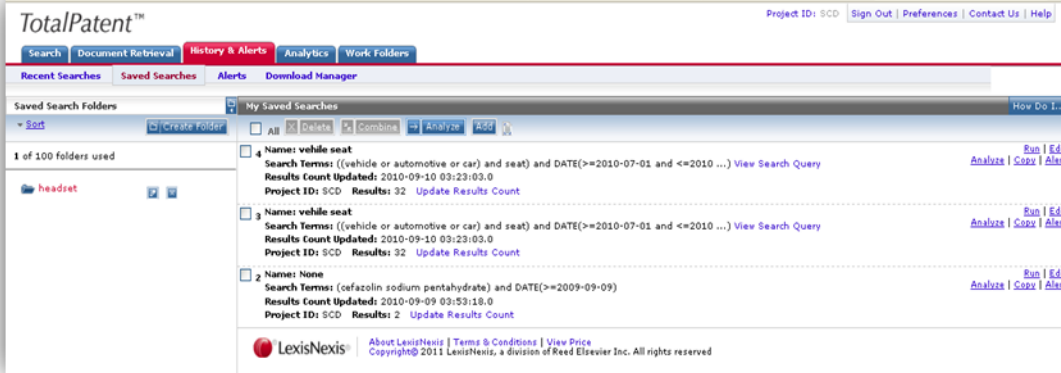 TotalPatent™
Project ID: SCD Sign Out | Preferences | Contact Us | Help
Search Document Retrieval History & Alerts Analytics Work Folders
Recent Searches Saved Searches Alerts Download Manager
Saved Search Folders
Sort Create Folder
1 of 100 folders used
headset
My Saved Searches How Do I..
All Delete Combine Analyze Add
4 Name: vehile seat Run | Ed
Search Terms: ((vehicle or automotive or car) and seat) and DATE(>=2010-07-01 and <=2010 ...) View Search Query Analyze | Copy | Aler
Results Count Updated: 2010-09-10 03:23:03.0
Project ID: SCD Results: 32 Update Results Count
3 Name: vehile seat Run | Ed
Search Terms: ((vehicle or automotive or car) and seat) and DATE(>=2010-07-01 and <=2010 ...) View Search Query Analyze | Copy | Aler
Results Count Updated: 2010-09-10 03:23:03.0
Project ID: SCD Results: 32 Update Results Count
2 Name: None Run | Ed
Search Terms: (cefazolin sodium pentahydrate) and DATE(>=2009-09-09) Analyze | Copy | Aler
Results Count Updated: 2010-09-09 03:53:18.0
Project ID: SCD Results: 2 Update Results Count
LexisNexis®
About LexisNexis | Terms & Conditions | View Price
Copyright© 2011 LexisNexis, a division of Reed Elsevier Inc. All rights reserved